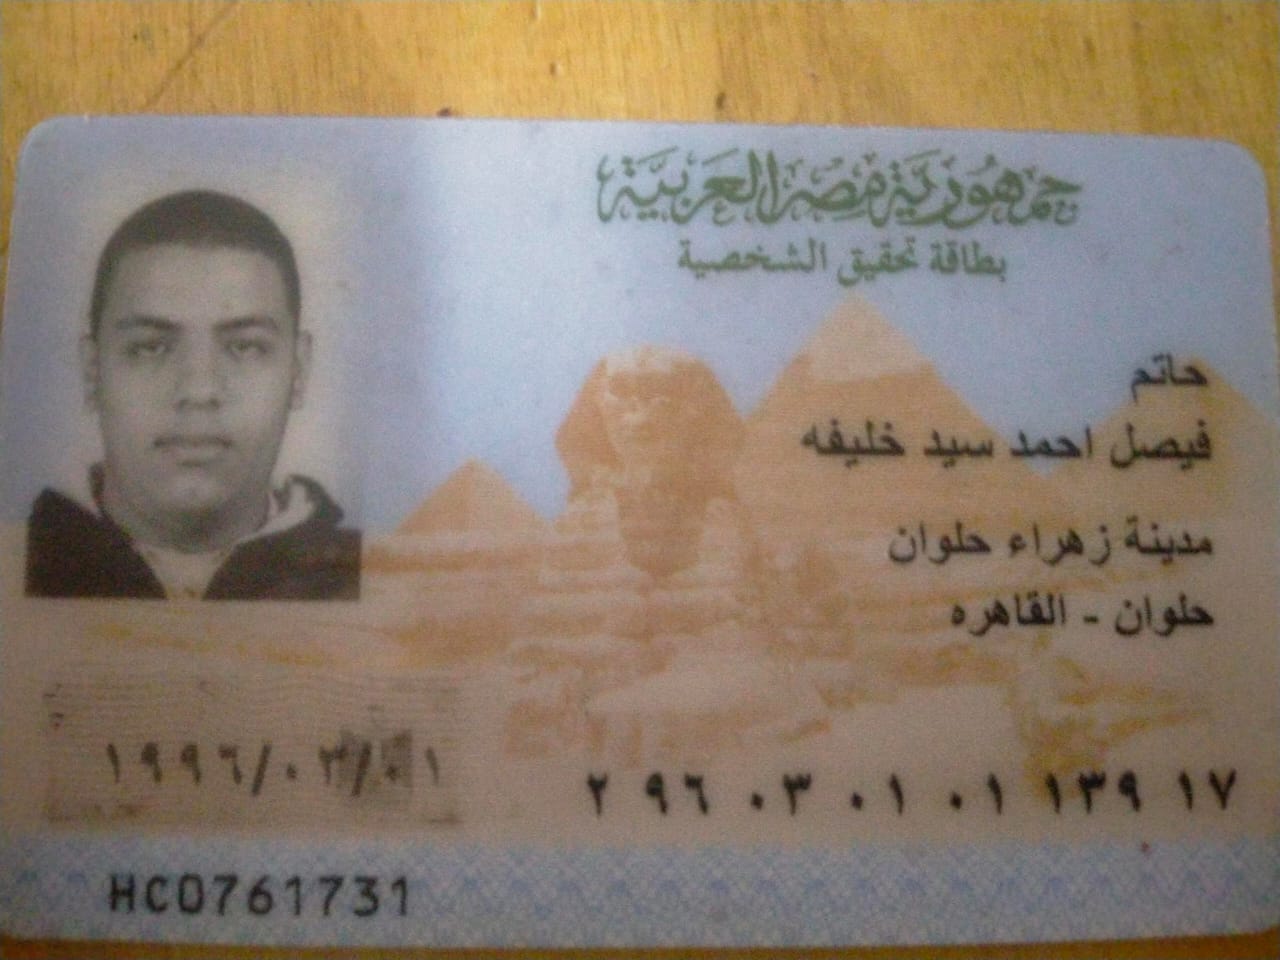 جمهورية مصر العربية
بطاقة تحقيق الشخصية
حاتم
فيصل احمد سيد خليفه
مدينة زهراء حلوان
حلوان - القاهره
٢ ٩٦ ٠٣ ٠١ ٠١ ١٣٩ ١٧
١٩٩٦/٠٣/٠١
HC0761731